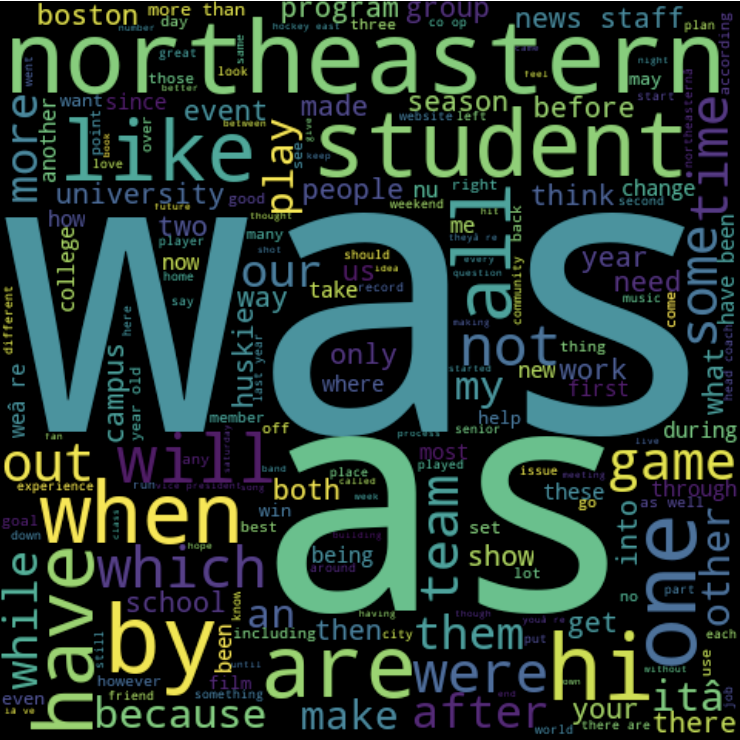 boston
more than
day
program
group
three
co op
number
hockey east
same
news staff
plan
came
night
according
northeastern
great
look
those
better
went
feel
may
start
more
another
want
since
event
made
season
before
point
book
love
over
between
play
see
give
keep
website
left
like
student
time
northeasterna
university
good
people
nu
right
think
second
change
how
future
two
thought
weekend
hit
me
theyâ re
all
back
community
every
question
some
have been
college
now
player
home
say
here
many
shot
our
us
should
idea
take
record
way
year
need
music
come
different
was
weâ re
campus
year old
huskie
last year
only
where
making
started
not
my
thing
new
work
first
what
head coach
member
help
senior
during
fan
off
process
live
out
will
any
saturday
most
played
game
experience
run
vice president
song
band
place
called
week
both
issue
meeting
these
go
through
as well
when
as
goal
down
class
win
best
building
being
around
team
set
show
lot
into
one
other
part
no
while
have
which
hope
school
by
still
been
know
an
including
then
city
having
though
them
youâ re
put
get
each
use
without
are
were
hi
own
itâ
job
even
iâ ve
however
friend
film
something
until
because
make
after
end
world
your
there are
there